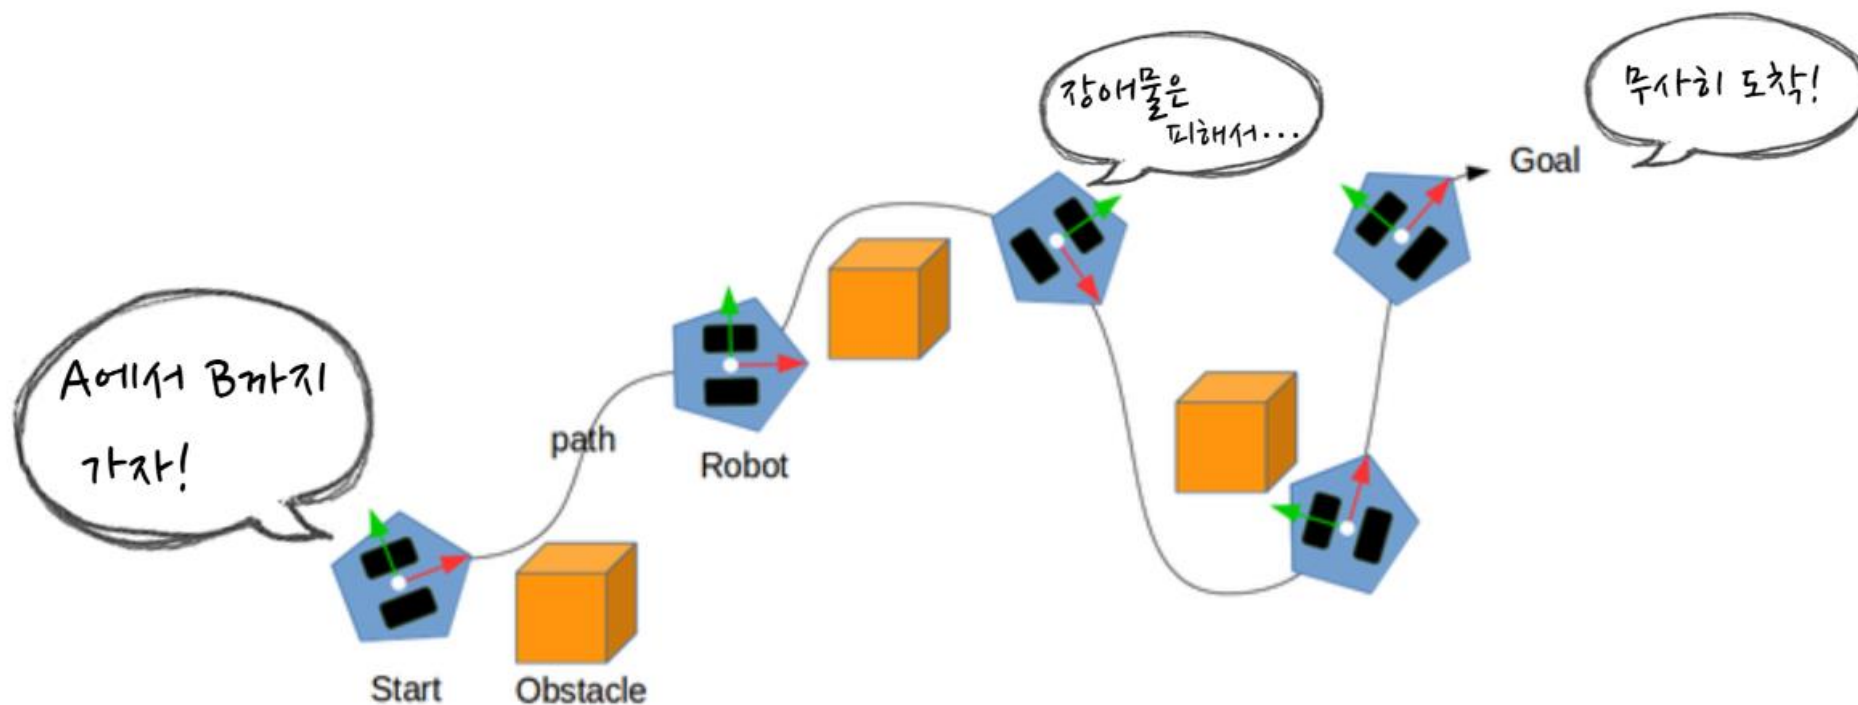 A에서 B까지
가자!
Start
Obstacle
path
Robot
장애물은
피해서...
Goal
무사히 도착!